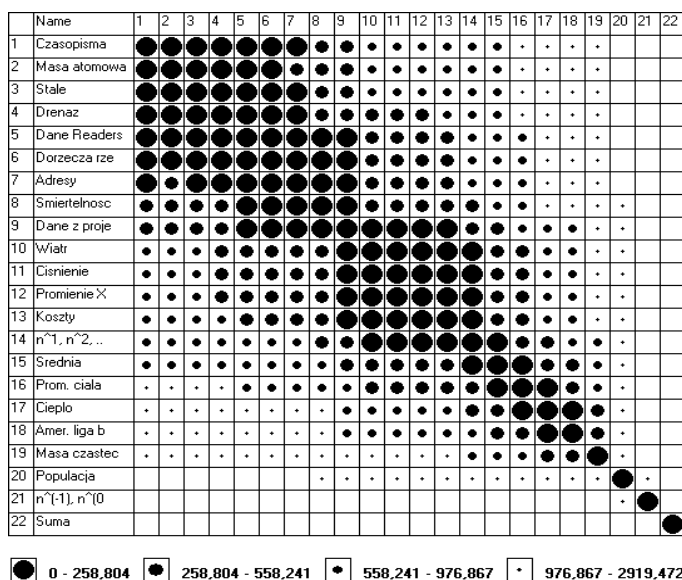 Name 1 2 3 4 5 6 7 8 9 10 11 12 13 14 15 16 17 18 19 20 21 22
1 Czasopisma
2 Masa atomowa
3 Stale
4 Drenaz
5 Dane Readers
6 Dorzecza rze
7 Adresy
8 Smiertelnosc
9 Dane z proje
10 Wiatr
11 Cisnienie
12 Promienie X
13 Koszty
14 n^1, n^2, ..
15 Srednia
16 Prom. ciala
17 Cieplo
18 Amer. liga b
19 Masa czastec
20 Populacja
21 n^(-1), n^(0
22 Suma
0 - 258,804 258,804 - 558,241 558,241 - 976,867 976,867 - 2919,472